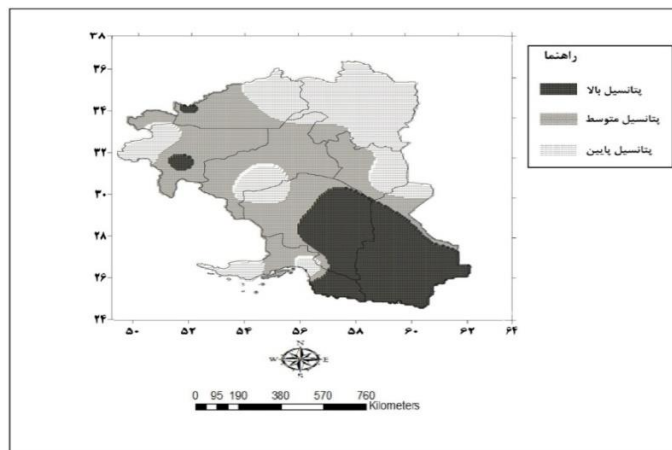 ۳۸
۳۶
۳۴
۳۲
۳۰
۲۸
۲۶
۲۴
۵۰ ۵۲ ۵۴ ۵۶ ۵۸ ۶۰ ۶۲ ۶۴
راهنما
پتانسیل بالا
پتانسیل متوسط
پتانسیل پایین
N
W E
S
0 95 190 380 570 760
Kilometers